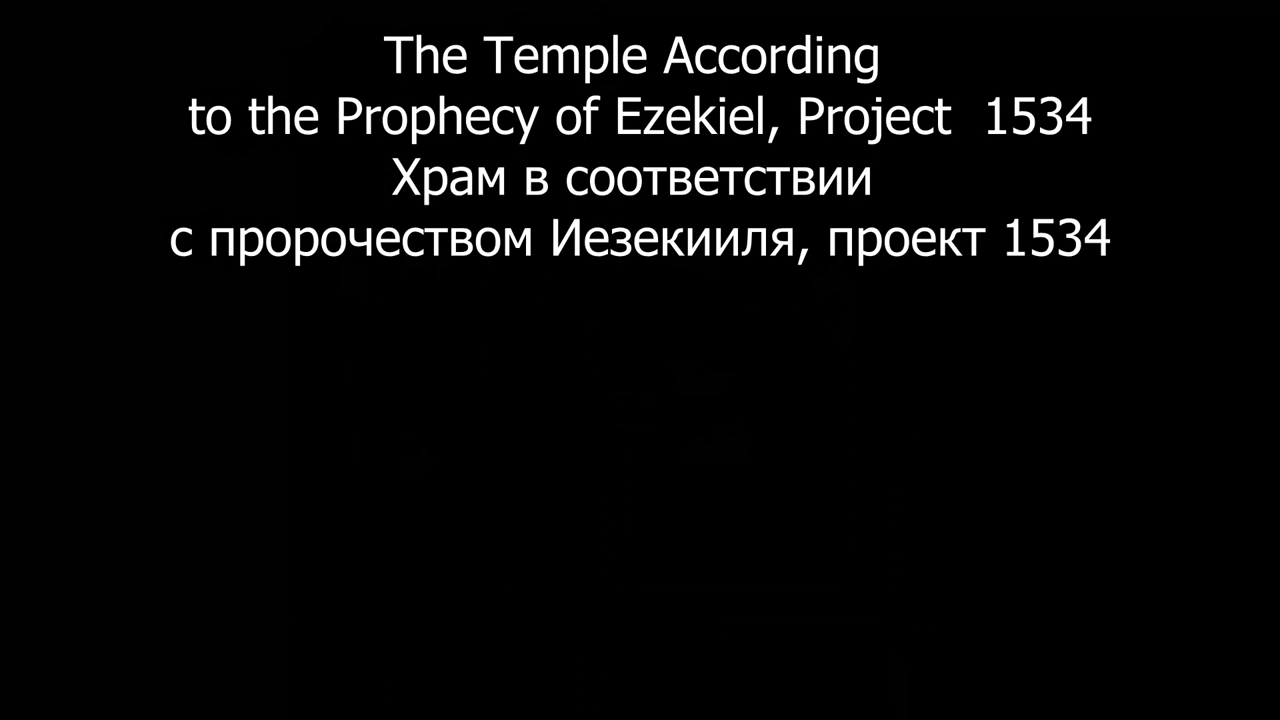 The Temple According
to the Prophecy of Ezekiel, Project  1534
Храм в соответствии
с пророчеством Иезекииля, проект 1534